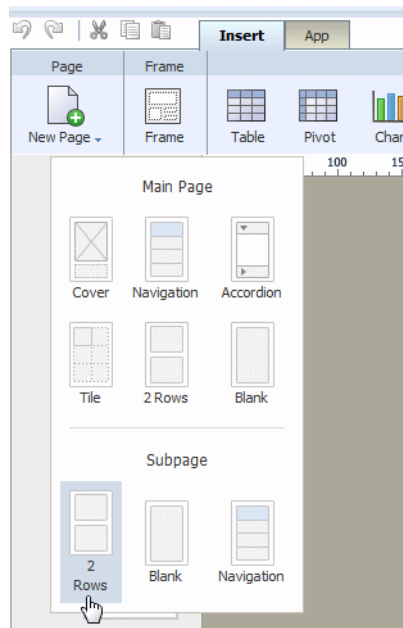 Insert App
Page Frame
New Page Frame Table Pivot
100
Main Page
Cover Navigation Accordion
Tile 2 Rows Blank
Subpage
2
Rows Blank Navigation